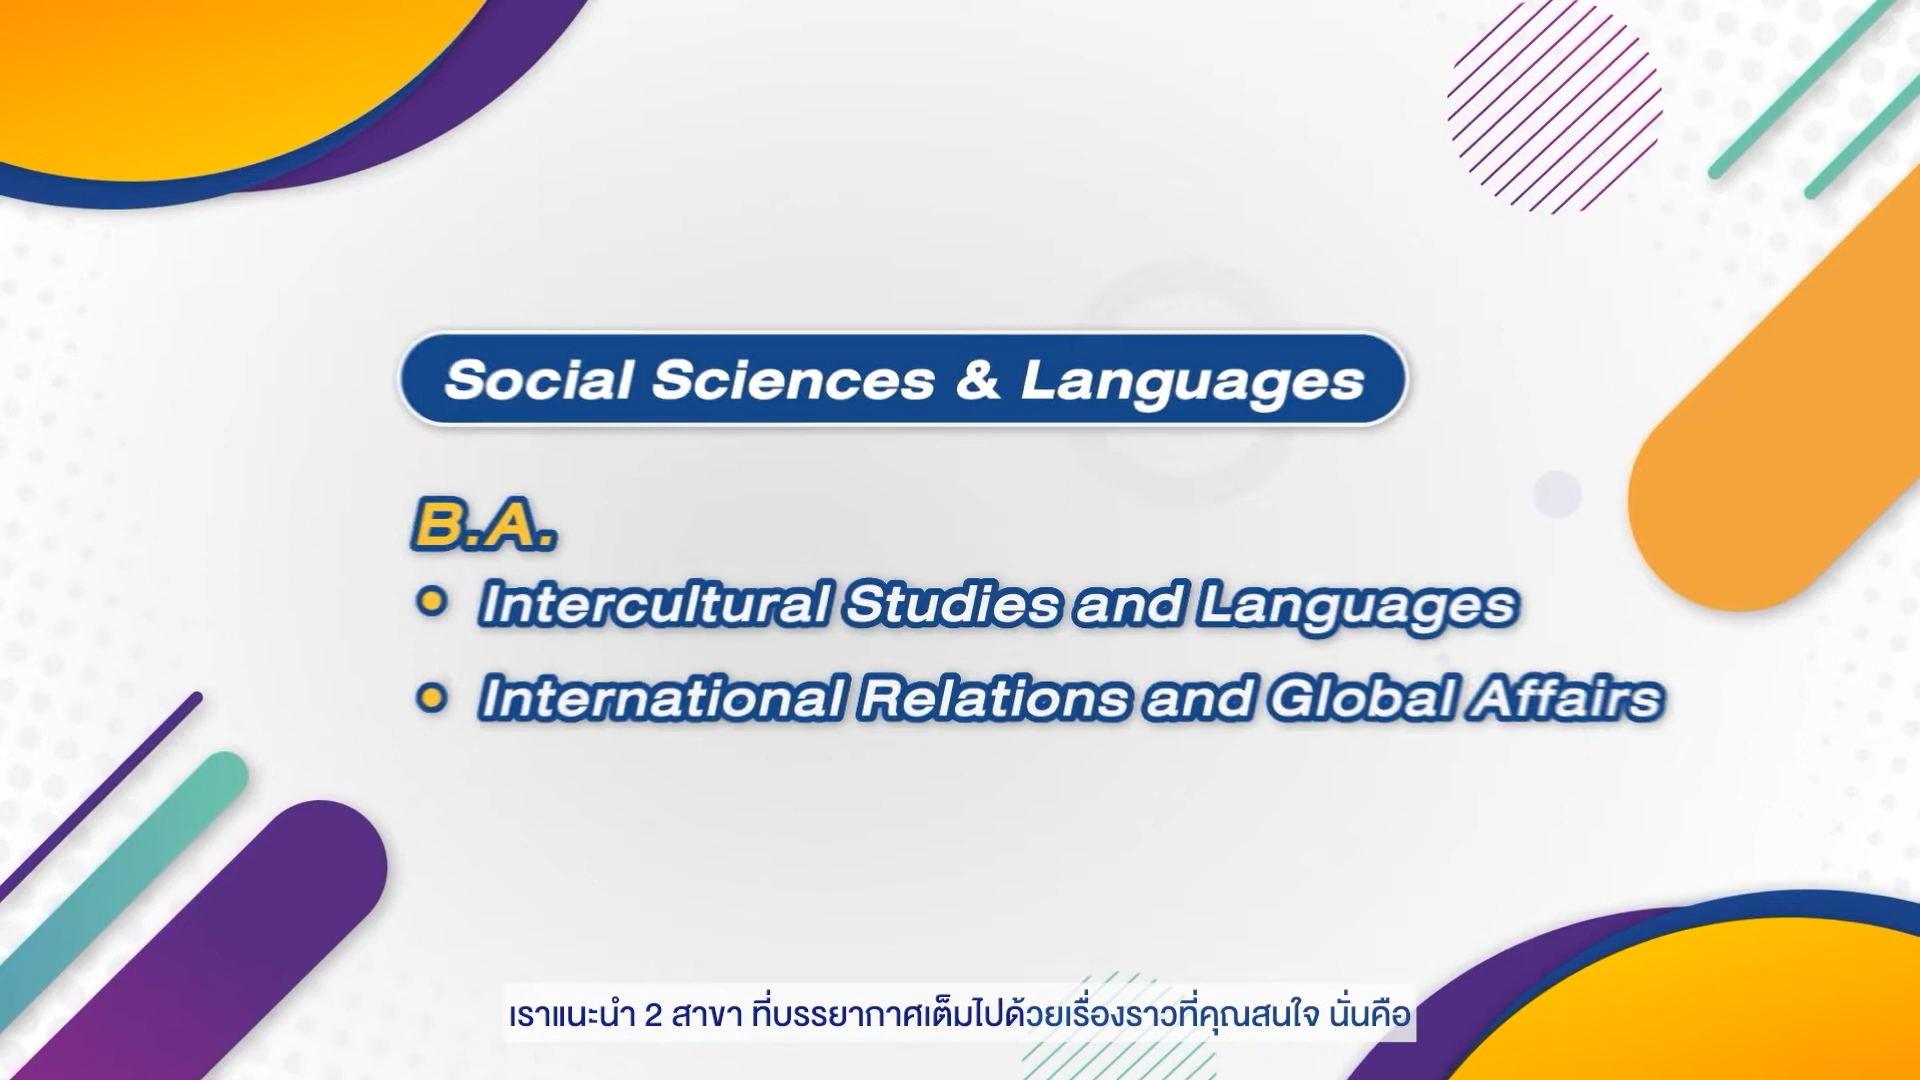 Social Sciences & Languages
B.A.
Intercultural Studies and Languages
International Relations and Global Affairs
เราแนะนำ 2 สาขา ที่บรรยากาศเต็มไปด้วยเรื่องราวที่คุณสนใจ นั่นคือ